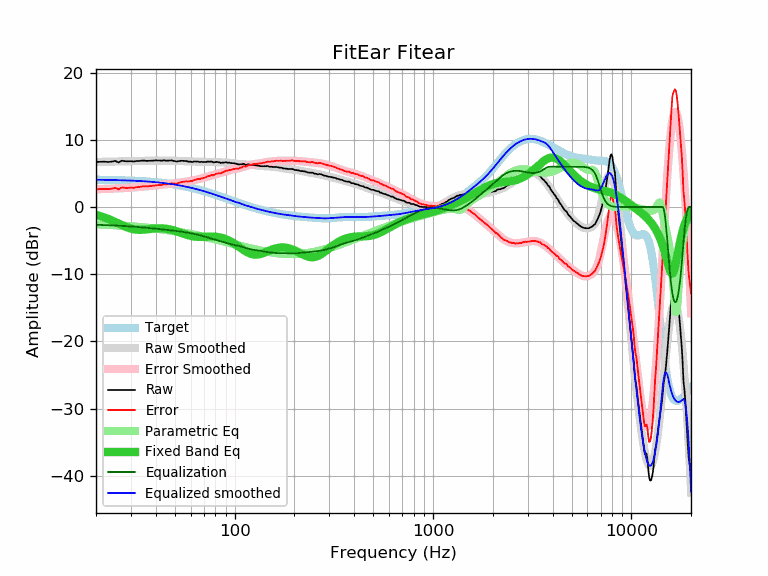 FitEar Fitear
20
10
0
−10
−20
−30
−40
Amplitude (dBr)
Target
Raw Smoothed
Error Smoothed
Raw
Error
Parametric Eq
Fixed Band Eq
Equalization
Equalized smoothed
100
1000
10000
Frequency (Hz)